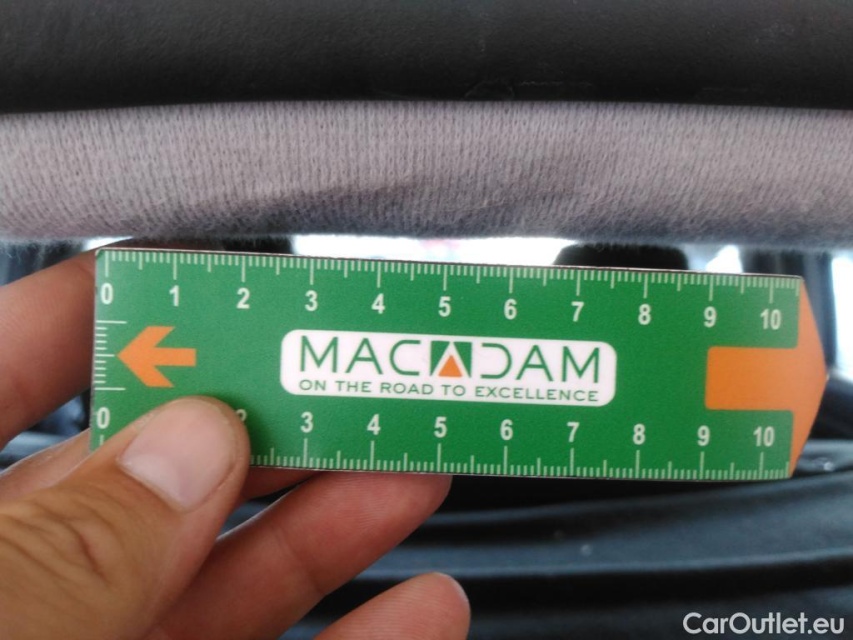 0 1 2 3 4 5 6 7 8 9 10
MACADAM
ON THE ROAD TO EXCELLENCE
0 2 3 4 5 6 7 8 9 10
CarOutlet.eu